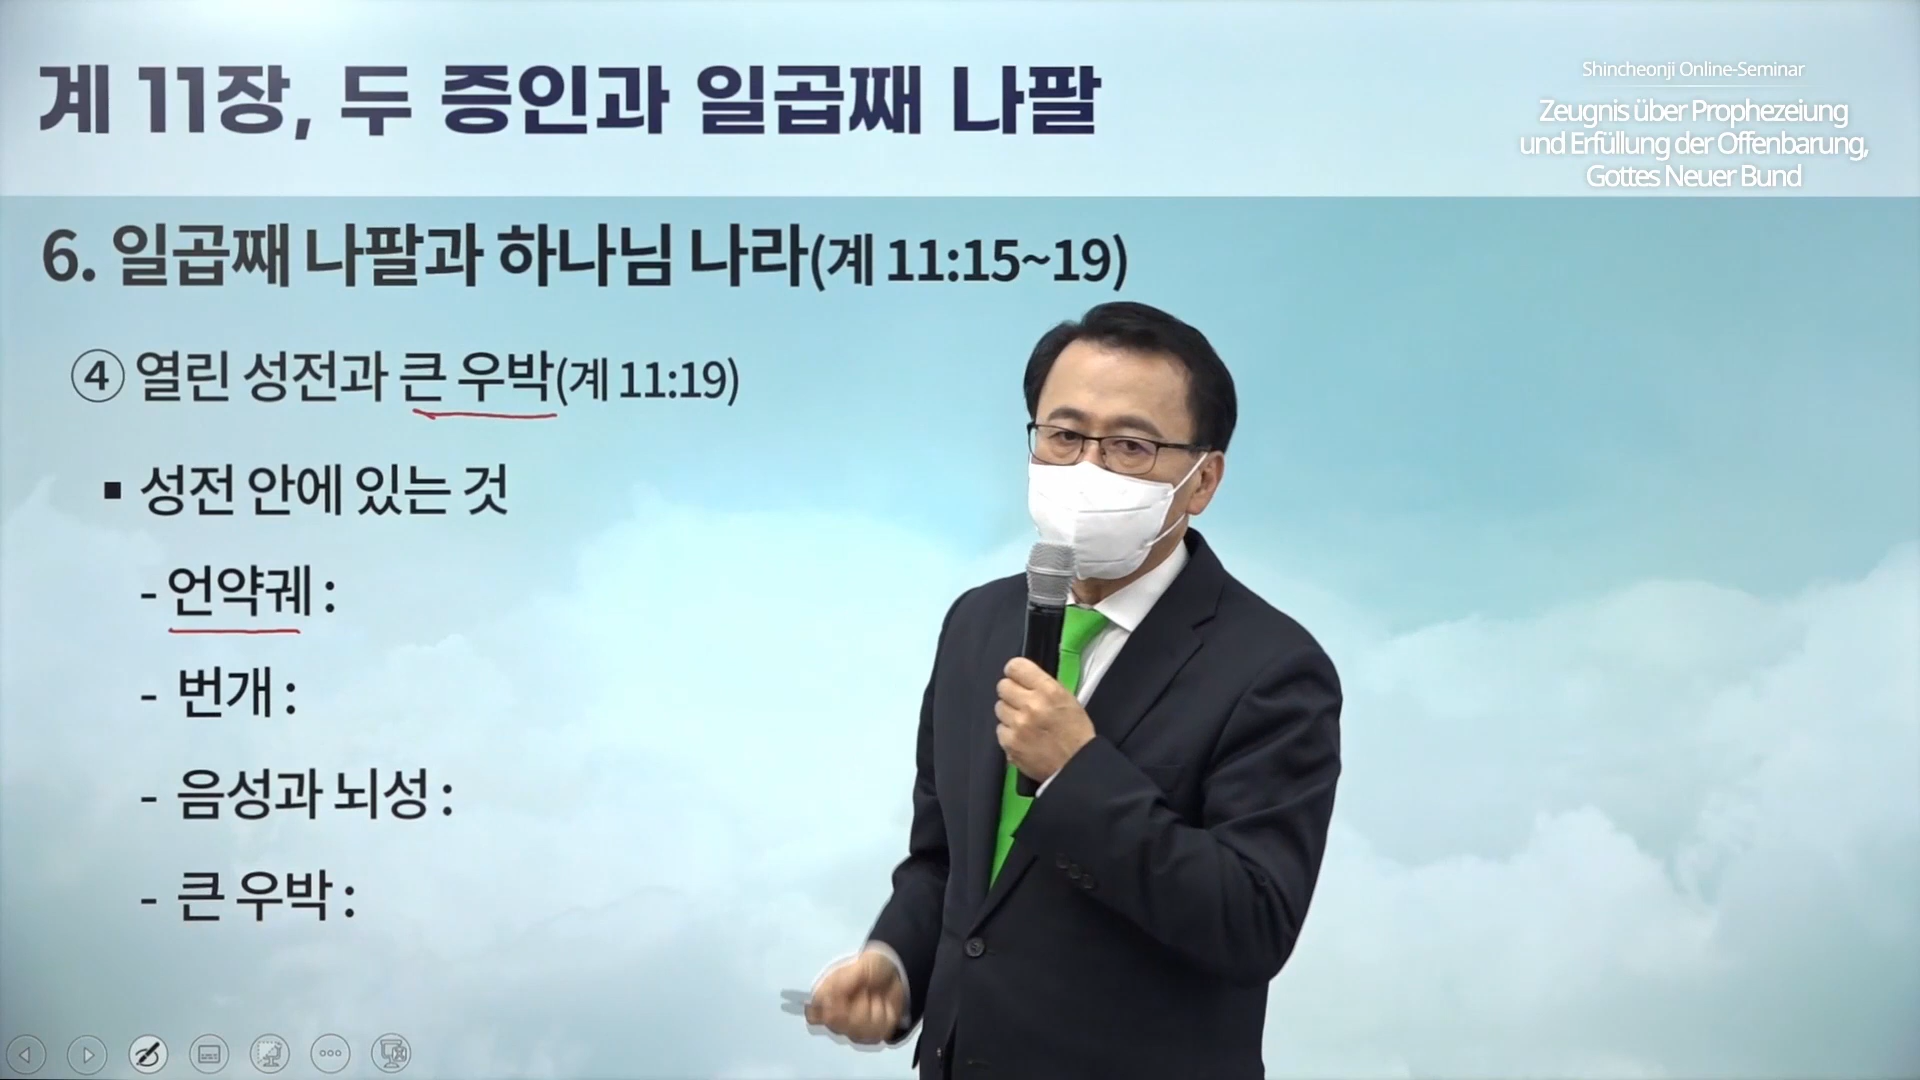 계 11장, 두 증인과 일곱째 나팔
Shincheonji Online-Seminar
Zeugnis über Prophezeiung
und Erfüllung der Offenbarung,
Gottes Neuer Bund
6. 일곱째 나팔과 하나님 나라(계 11:15~19)
④ 열린 성전과 큰 우박(계 11:19)
▪ 성전 안에 있는 것
- 언약궤 :
- 번개 :
- 음성과 뇌성 :
- 큰 우박 :